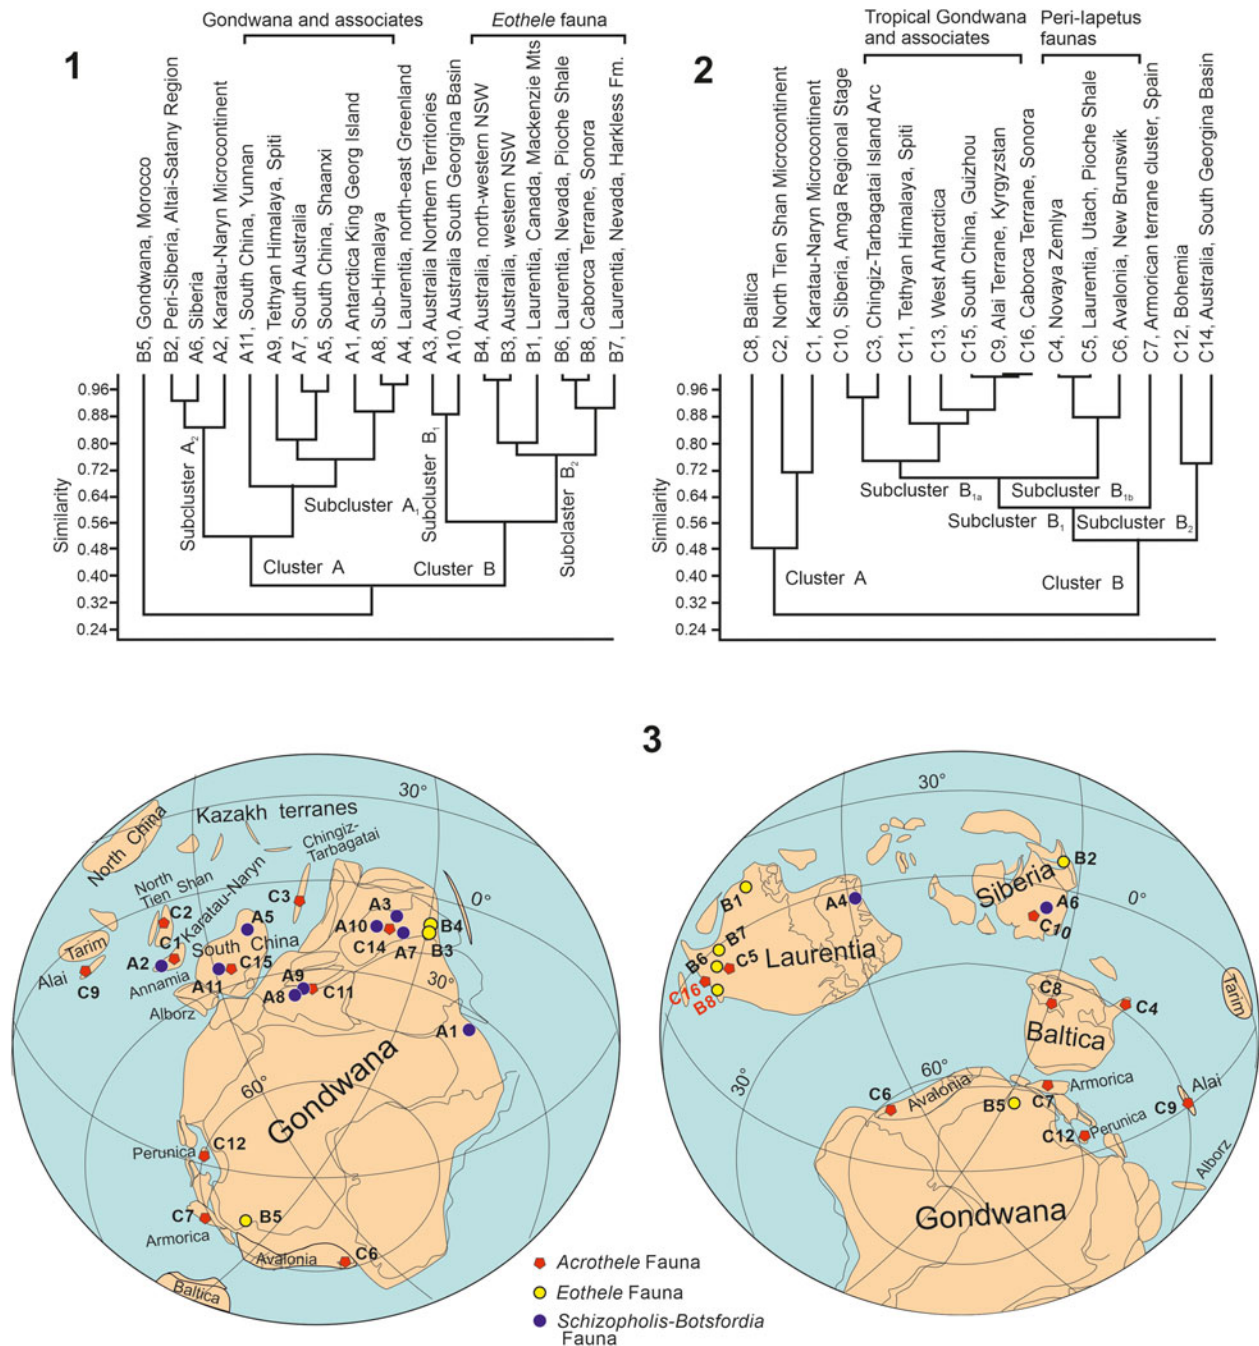 1
Gondwana and associates
Eothele fauna
B5, Gondwana, Morocco
B2, Peri-Siberia, Altai-Satany Region
A6, Siberia
A2, Karatau-Naryn Microcontinent
A11, South China, Yunnan
A9, Tethyan Himalaya, Spiti
A7, South Australia
A5, South China, Shaanxi
A1, Antarctica King Georg Island
A8, Sub-Himalaya
A4, Laurentia, north-east Greenland
A3, Australia Northern Territories
A10, Australia South Georgina Basin
B4, Australia, north-western NSW
B3, Australia, western NSW
B1, Laurentia, Canada, Mackenzie Mts
B6, Laurentia, Nevada, Pioche Shale
B8, Caborca Terrane, Sonora
B7, Laurentia, Nevada, Harkless Fm.
Similarity
0.96
0.88
0.80
0.72
0.64
0.56
0.48
0.40
0.32
0.24
Subcluster A2
Subcluster A1
Subcluster B1
Subclaster B2
Cluster A
Cluster B
2
Tropical Gondwana
and associates
Peri-Iapetus
faunas
C8, Baltica
C2, North Tien Shan Microcontinent
C1, Karatau-Naryn Microcontinent
C10, Siberia, Amga Regional Stage
C3, Chingiz-Tarbagatai Island Arc
C11, Tethyan Himalaya, Spiti
C13, West Antarctica
C15, South China, Guizhou
C9, Alai Terrane, Kyrgyzstan
C16, Caborca Terrane, Sonora
C4, Novaya Zemlya
C5, Laurentia, Utach, Pioche Shale
C6, Avalonia, New Brunswik
C7, Armorican terrane cluster, Spain
C12, Bohemia
C14, Australia, South Georgina Basin
Similarity
0.96
0.88
0.80
0.72
0.64
0.56
0.48
0.40
0.32
0.24
Subcluster B1a
Subcluster B1b
Subcluster B1
Subcluster B2
Cluster A
Cluster B
3
30°
Kazakh terranes
North China
Chingiz-
Tarbagatai
North
Tien Shan
Karatau-Naryn
C3
0°
C2
A5
A3
A10
B4
C1
South China
C14
A7
B3
Tarim
A2
C15
Alai
Annamia
A11
A9
30°
C9
Alborz
A8
C11
A1
60°
Gondwana
C12
Perunica
C7
B5
Armorica
Avalonia
C6
Baltica
30°
B2
Siberia
0°
B1
A4
A6
C10
B7
Laurentia
B6
C5
C16
B8
C8
C4
Tarim
Baltica
30°
60°
Armorica
Alai
Avalonia
C6
B5
C7
C9
C12
Perunica
Alborz
Gondwana
Acrothele Fauna
Eothele Fauna
Schizopholis-Botsfordia
Fauna